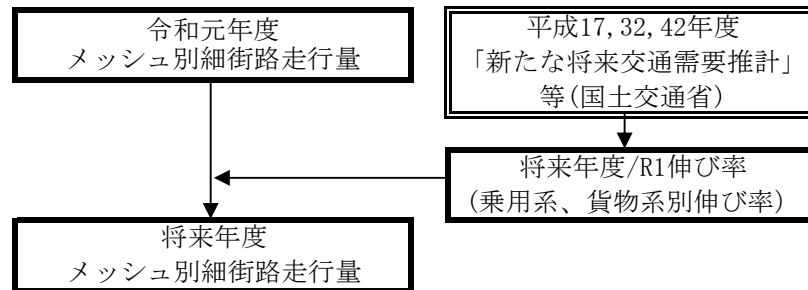 令和元年度
メッシュ別細街路走行量
平成17,32,42年度
「新たな将来交通需要推計」
等(国土交通省)
将来年度/R1伸び率
(乗用系、貨物系別伸び率)
将来年度
メッシュ別細街路走行量